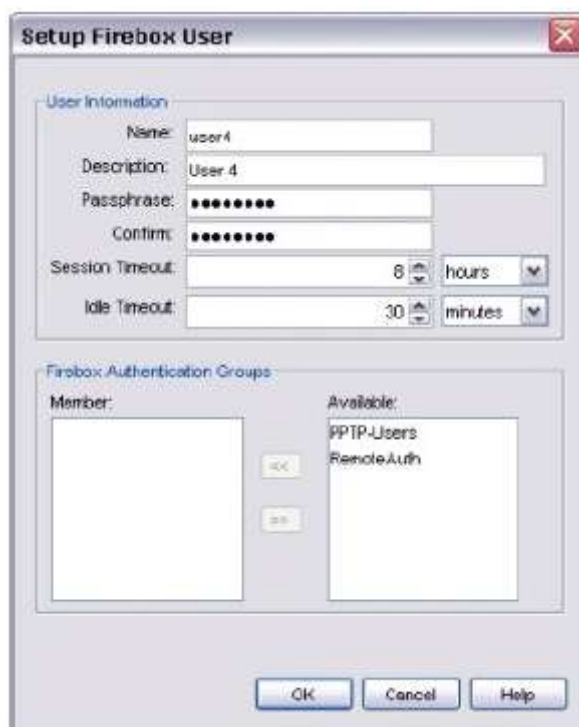 Setup Firebox User
User Information
Name: user4
Description: User 4
Passphrase: ●●●●●●●●
Confirm: ●●●●●●●●
Session Timeout: 8 hours
Idle Timeout: 30 minutes
Firebox Authentication Groups
Member: Available:
PPTP-Users
<< RemoteAuth
>>
OK Cancel Help